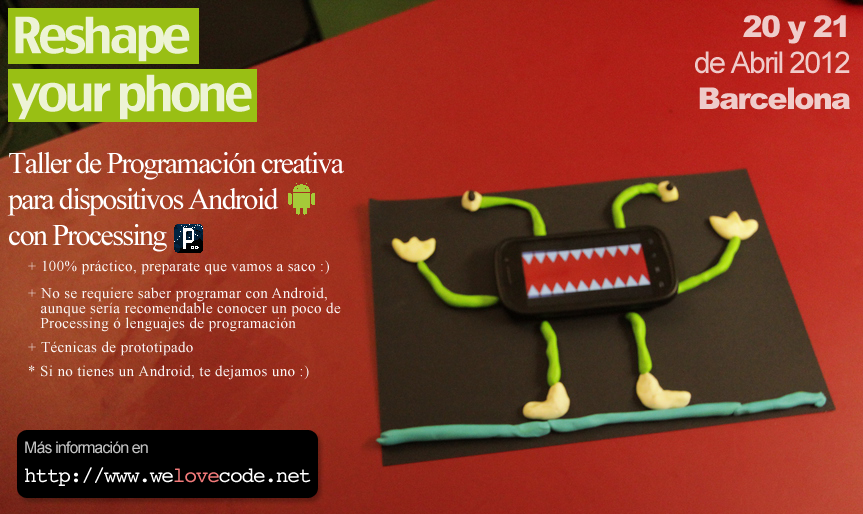 Reshape
your phone
20 y 21
de Abril 2012
Barcelona
Taller de Programación creativa
para dispositivos Android
con Processing
+ 100% práctico, preparate que vamos a saco :)
+ No se requiere saber programar con Android,
aunque sería recomendable conocer un poco de
Processing ó lenguajes de programación
+ Técnicas de prototipado
* Si no tienes un Android, te dejamos uno :)
Más información en
http://www.welovecode.net